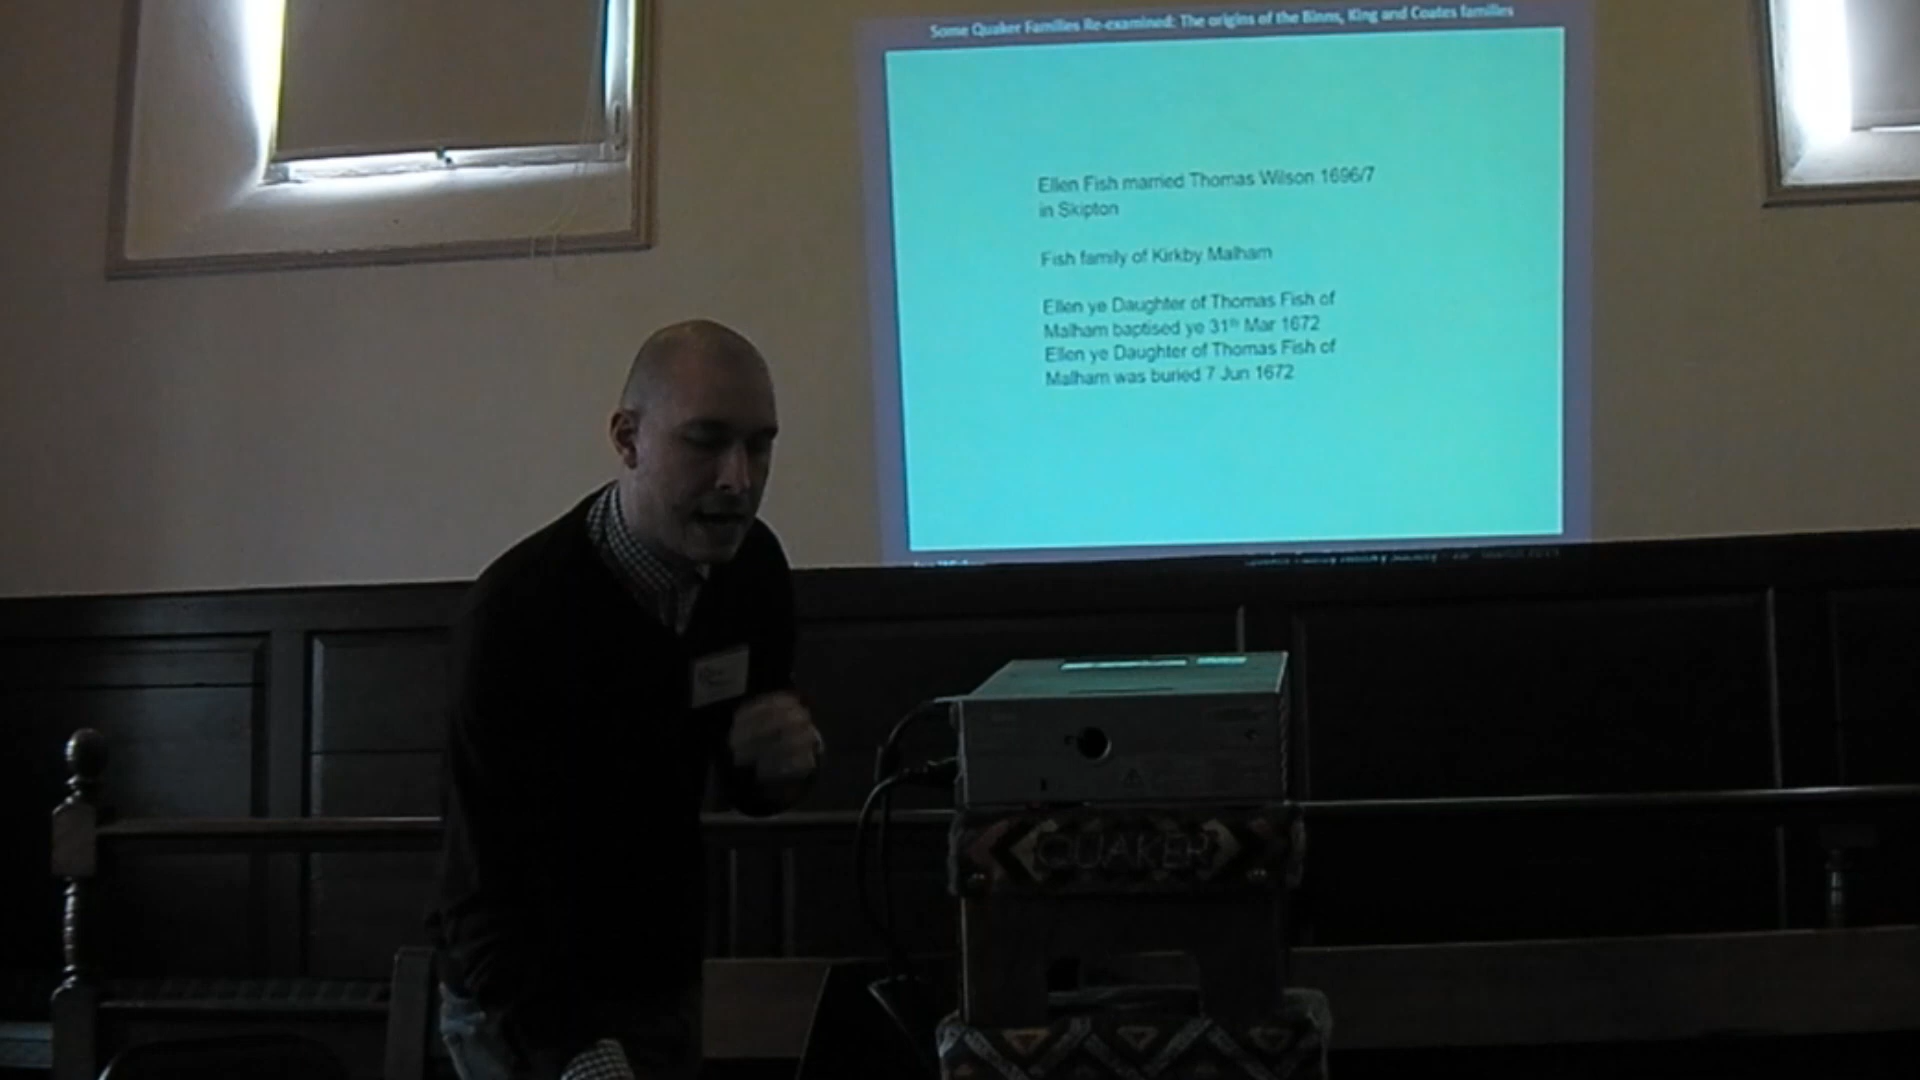 Some Quaker Families Re-examined: The origins of the Binns, King and Coates families
Ellen Fish married Thomas Wilson 1696/7
in Skipton
Fish family of Kirkby Malham
Ellen ye Daughter of Thomas Fish of
Malham baptised ye 31th Mar 1672
Ellen ye Daughter of Thomas Fish of
Malham was buried 7 Jun 1672
QUAKER